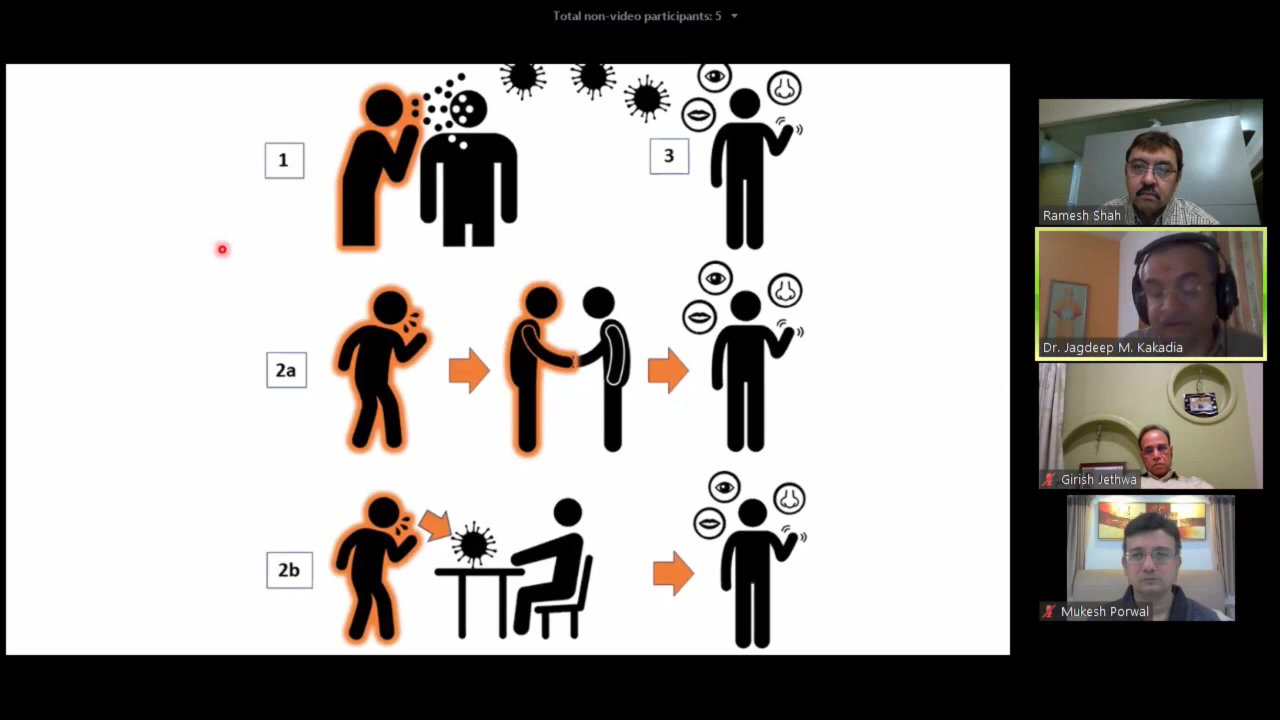 Total non-video participants: 5
1
3
2a
2b
Ramesh Shah
Dr. Jagdeep M. Kakadia
Girish Jethwa
Mukesh Porwal